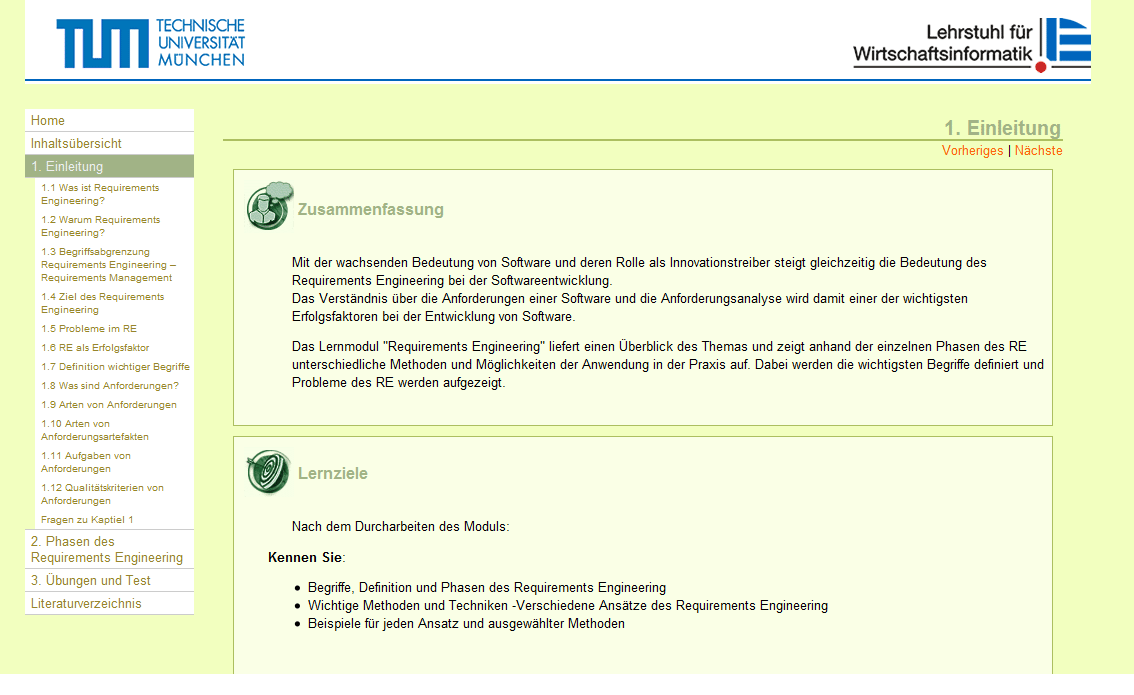 TUM TECHNISCHE
UNIVERSITÄT
MÜNCHEN
Lehrstuhl für
Wirtschaftsinformatik
Home
Inhaltsübersicht
1. Einleitung
1.1 Was ist Requirements
Engineering?
1.2 Warum Requirements
Engineering?
1.3 Begriffsabgrenzung
Requirements Engineering –
Requirements Management
1.4 Ziel des Requirements
Engineering
1.5 Probleme im RE
1.6 RE als Erfolgsfaktor
1.7 Definition wichtiger Begriffe
1.8 Was sind Anforderungen?
1.9 Arten von Anforderungen
1.10 Arten von
Anforderungsartefakten
1.11 Aufgaben von
Anforderungen
1.12 Qualitätskriterien von
Anforderungen
Fragen zu Kaptiel 1
2. Phasen des
Requirements Engineering
3. Übungen und Test
Literaturverzeichnis
1. Einleitung
Vorheriges | Nächste
Zusammenfassung
Mit der wachsenden Bedeutung von Software und deren Rolle als Innovationstreiber steigt gleichzeitig die Bedeutung des
Requirements Engineering bei der Softwareentwicklung.
Das Verständnis über die Anforderungen einer Software und die Anforderungsanalyse wird damit einer der wichtigsten
Erfolgsfaktoren bei der Entwicklung von Software.
Das Lernmodul "Requirements Engineering" liefert einen Überblick des Themas und zeigt anhand der einzelnen Phasen des RE
unterschiedliche Methoden und Möglichkeiten der Anwendung in der Praxis auf. Dabei werden die wichtigsten Begriffe definiert und
Probleme des RE werden aufgezeigt.
Lernziele
Nach dem Durcharbeiten des Moduls:
Kennen Sie:
• Begriffe, Definition und Phasen des Requirements Engineering
• Wichtige Methoden und Techniken -Verschiedene Ansätze des Requirements Engineering
• Beispiele für jeden Ansatz und ausgewählter Methoden